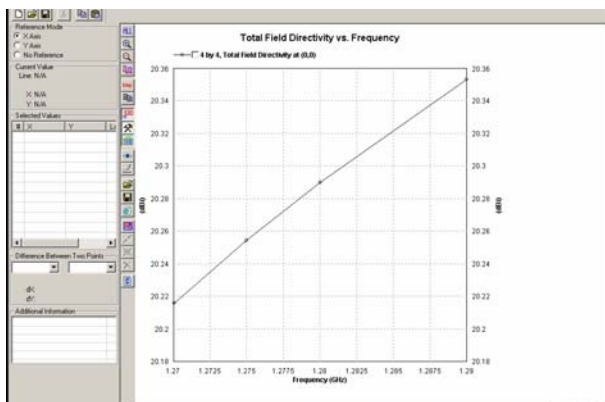 Reference Mode
X Axis
Y Axis
No Reference
Current Value
Line: N/A
X: N/A
Y: N/A
Selected Values
# X Y
Difference Between Two Points
dX:
dY:
Additional Information
Total Field Directivity vs. Frequency
4 by 4, Total Field Directivity at (0,0)
20.36 20.36
20.34 20.34
20.32 20.32
20.3 20.3
20.28 20.28
(dBi) (dBi)
20.26 20.26
20.24 20.24
20.22 20.22
20.2 20.2
20.18 20.18
1.27 1.2725 1.275 1.2775 1.28 1.2825 1.285 1.2875 1.29
Frequency (GHz)